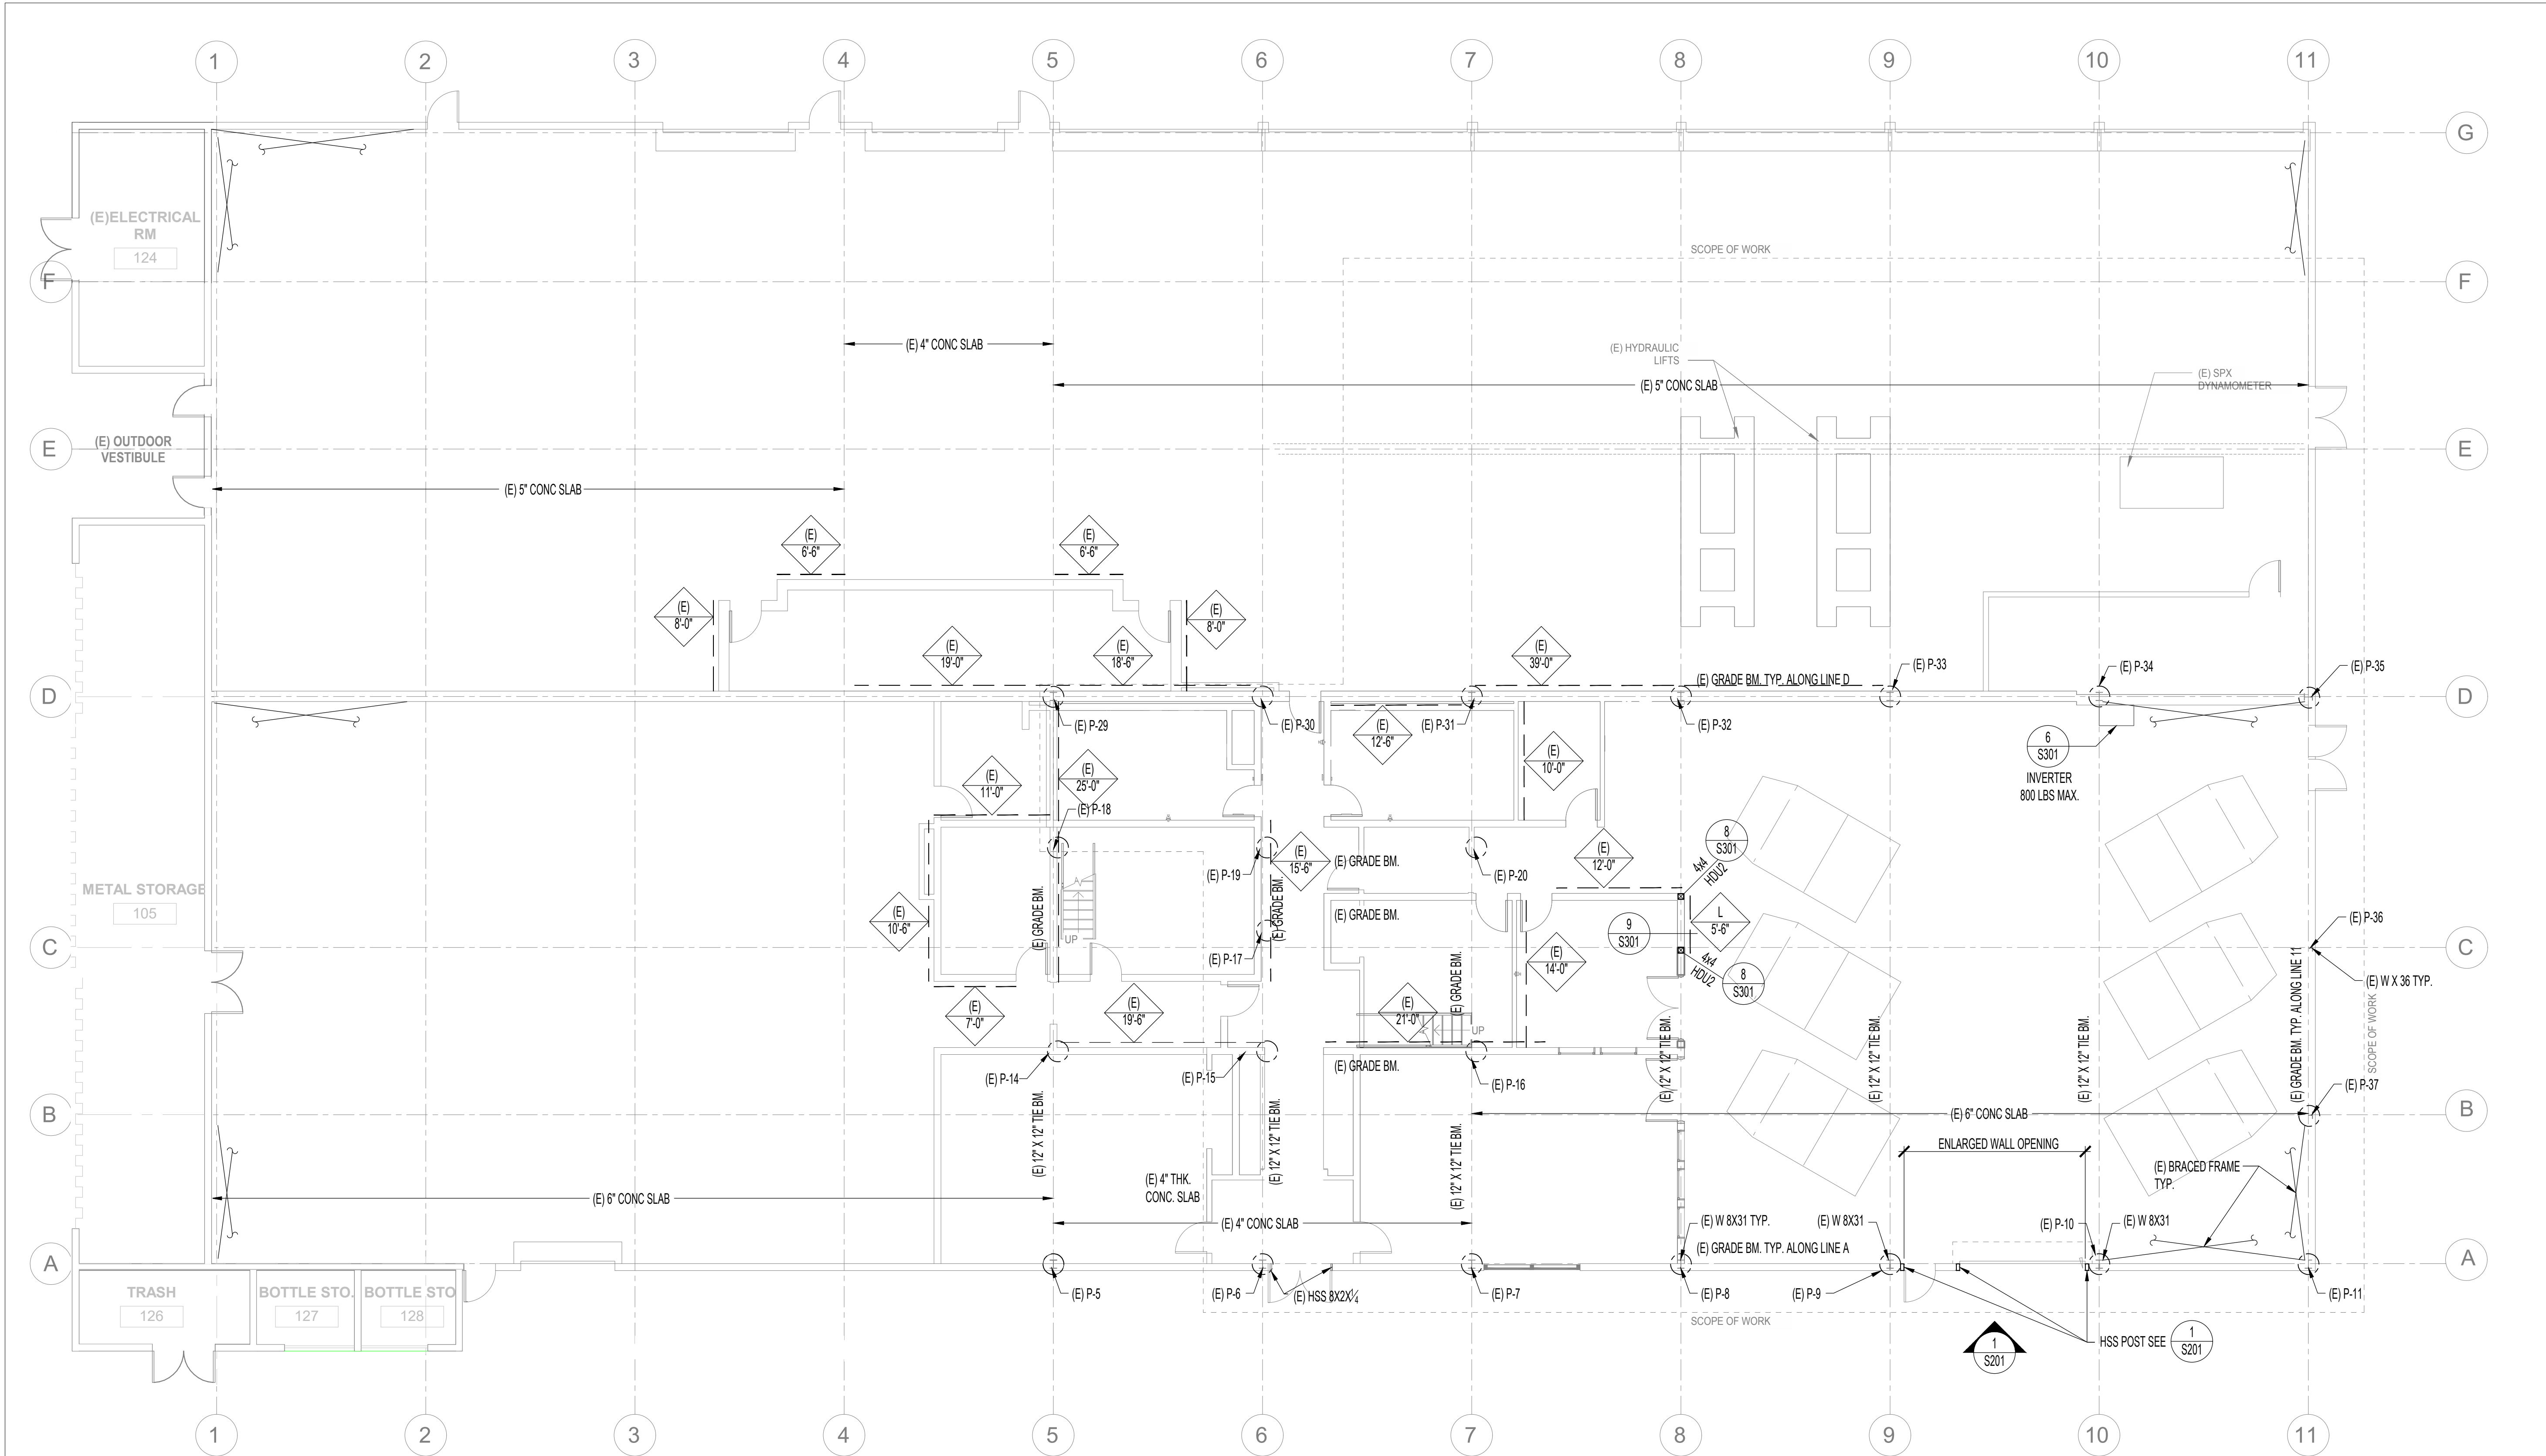 1
2
3
4
5
6
7
8
9
10
11
G
(E)ELECTRICAL
RM
124
SCOPE OF WORK
F
F
(E) 4" CONC SLAB
(E) HYDRAULIC
LIFTS
(E) SPX
DYNAMOMETER
(E) 5" CONC SLAB
E
(E) OUTDOOR
VESTIBULE
E
(E) 5" CONC SLAB
(E)
6'-6"
(E)
6'-6"
(E)
8'-0"
(E)
8'-0"
(E)
19'-0"
(E)
18'-6"
(E)
39'-0"
(E) P-33
(E) P-34
(E) P-35
(E) GRADE BM. TYP. ALONG LINE D
D
D
(E) P-29
(E) P-30
(E)
12'-6"
(E) P-31
(E) P-32
(E)
10'-0"
6
S301
INVERTER
800 LBS MAX.
(E)
11'-0"
(E)
25'-0"
(E) P-18
(E) P-19
(E)
15'-6"
(E) GRADE BM.
(E) P-20
(E)
12'-0"
8
S301
4x4
HDU2
METAL STORAGE
105
(E)
10'-6"
(E) GRADE BM.
UP
(E) GRADE BM.
(E) GRADE BM.
L
5'-6"
9
S301
(E) P-36
C
C
(E) P-17
(E)
14'-0"
4x4
HDU2
8
S301
(E) W X 36 TYP.
(E)
7'-0"
(E)
19'-6"
(E)
21'-0"
(E) GRADE BM.
UP
(E) 12" X 12" TIE BM.
(E) 12" X 12" TIE BM.
(E) 12" X 12" TIE BM.
(E) GRADE BM. TYP. ALONG LINE 11
SCOPE OF WORK
(E) P-14
(E) P-15
(E) GRADE BM.
(E) P-16
(E) P-37
B
B
(E) 12" X 12" TIE BM.
(E) 12" X 12" TIE BM.
(E) 12" X 12" TIE BM.
(E) 6" CONC SLAB
ENLARGED WALL OPENING
(E) BRACED FRAME
TYP.
(E) 4" THK.
CONC. SLAB
(E) 6" CONC SLAB
(E) 4" CONC SLAB
(E) W 8X31 TYP.
(E) W 8X31
(E) P-10
(E) W 8X31
(E) GRADE BM. TYP. ALONG LINE A
A
A
TRASH
126
BOTTLE STO.
127
BOTTLE STO
128
(E) P-5
(E) P-6
(E) HSS 8X2X¼
(E) P-7
(E) P-8
(E) P-9
(E) P-11
SCOPE OF WORK
1
S201
HSS POST SEE
1
S201
1
2
3
4
5
6
7
8
9
10
11